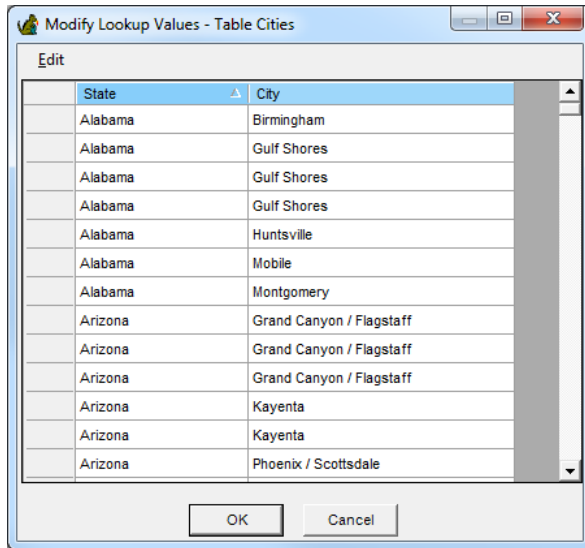 Modify Lookup Values - Table Cities
Edit
State City
Alabama Birmingham
Alabama Gulf Shores
Alabama Gulf Shores
Alabama Gulf Shores
Alabama Huntsville
Alabama Mobile
Alabama Montgomery
Arizona Grand Canyon / Flagstaff
Arizona Grand Canyon / Flagstaff
Arizona Grand Canyon / Flagstaff
Arizona Kayenta
Arizona Kayenta
Arizona Phoenix / Scottsdale
OK Cancel